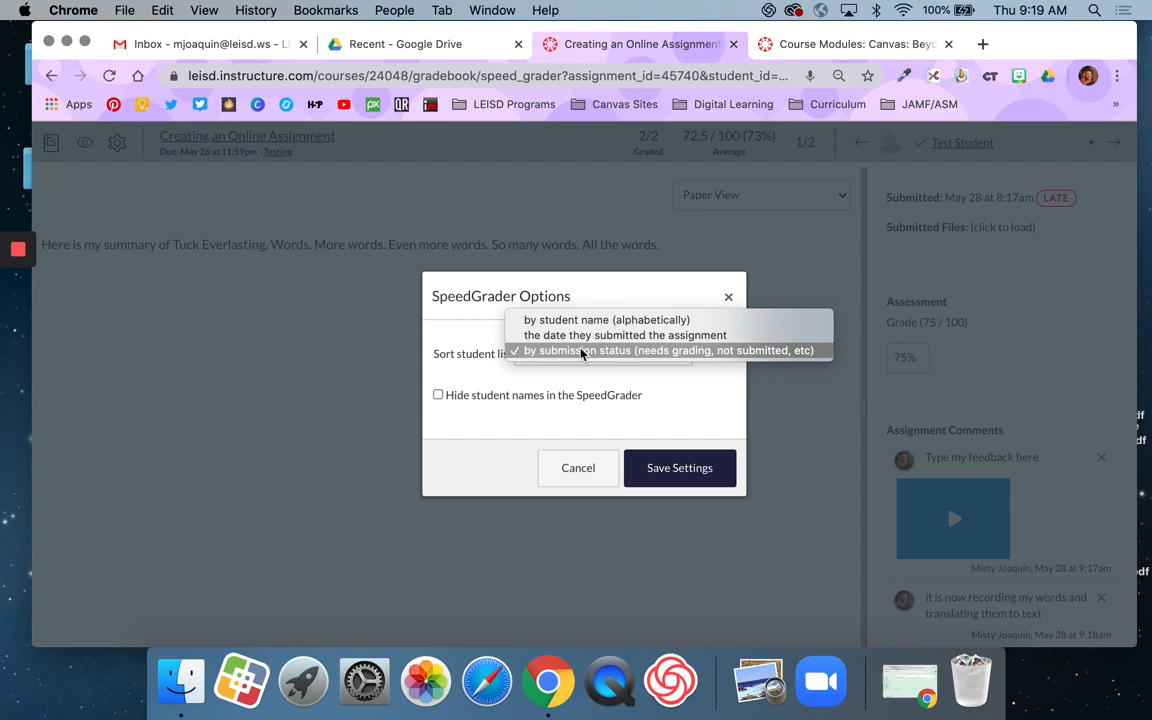 Chrome File Edit View History Bookmarks People Tab Window Help 100% Thu 9:19 AM
Inbox - mjoaquin@leisd.ws - L
Recent - Google Drive
Creating an Online Assignment
Course Modules: Canvas: Beyo
leisd.instructure.com/courses/24048/gradebook/speed_grader?assignment_id=45740&student_id=...
Apps
LEISD Programs
Canvas Sites
Digital Learning
Curriculum
JAMF/ASM
»
Creating an Online Assignment
Due: May 26 at 11:59pm - Testing
2/2
Graded
72.5 / 100 (73%)
Average
1/2
Test Student
Paper View
Submitted: May 28 at 8:17am LATE
Submitted Files: (click to load)
Here is my summary of Tuck Everlasting. Words. More words. Even more words. So many words. All the words.
SpeedGrader Options
by student name (alphabetically)
the date they submitted the assignment
by submission status (needs grading, not submitted, etc)
Sort student li
Hide student names in the SpeedGrader
Cancel
Save Settings
Assessment
Grade (75 / 100)
75%
Assignment Comments
Type my feedback here.
Misty Joaquin, May 28 at 9:17am
it is now recording my words and
translating them to text
Misty Joaquin, May 28 at 9:18am
df
df
pdf